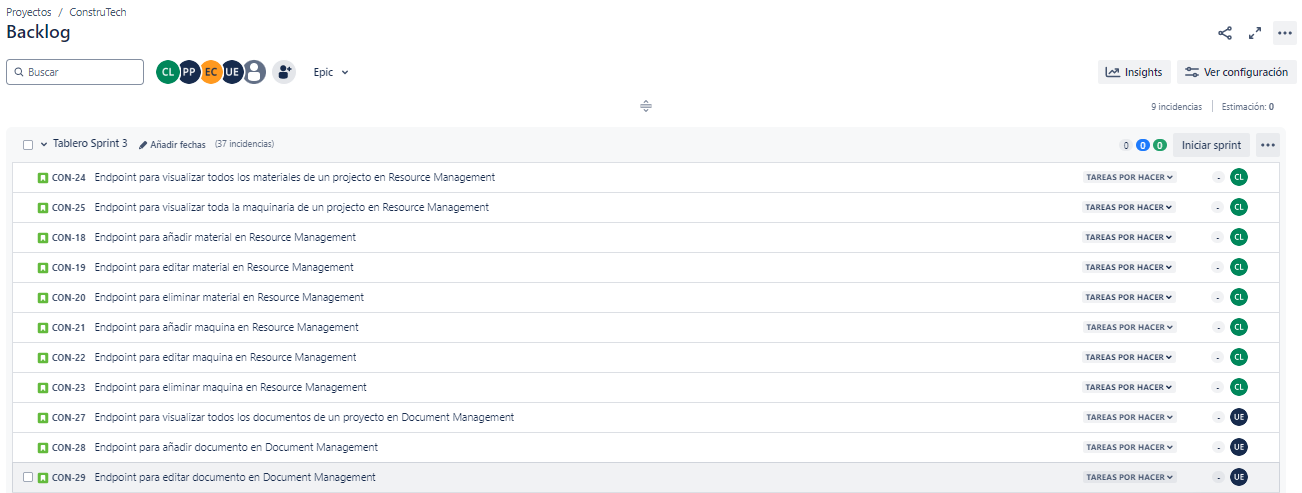 Proyectos / ConstruTech
Backlog
Buscar CL PP EC UE Epic Insights Ver configuración
9 incidencias Estimación: 0
Tablero Sprint 3 Añadir fechas (37 incidencias) 0 0 0 Iniciar sprint
CON-24 Endpoint para visualizar todos los materiales de un projecto en Resource Management TAREAS POR HACER - CL
CON-25 Endpoint para visualizar toda la maquinaria de un projecto en Resource Management TAREAS POR HACER - CL
CON-18 Endpoint para añadir material en Resource Management TAREAS POR HACER - CL
CON-19 Endpoint para editar material en Resource Management TAREAS POR HACER - CL
CON-20 Endpoint para eliminar material en Resource Management TAREAS POR HACER - CL
CON-21 Endpoint para añadir maquina en Resource Management TAREAS POR HACER - CL
CON-22 Endpoint para editar maquina en Resource Management TAREAS POR HACER - CL
CON-23 Endpoint para eliminar maquina en Resource Management TAREAS POR HACER - CL
CON-27 Endpoint para visualizar todos los documentos de un proyecto en Document Management TAREAS POR HACER - UE
CON-28 Endpoint para añadir documento en Document Management TAREAS POR HACER - UE
CON-29 Endpoint para editar documento en Document Management TAREAS POR HACER - UE